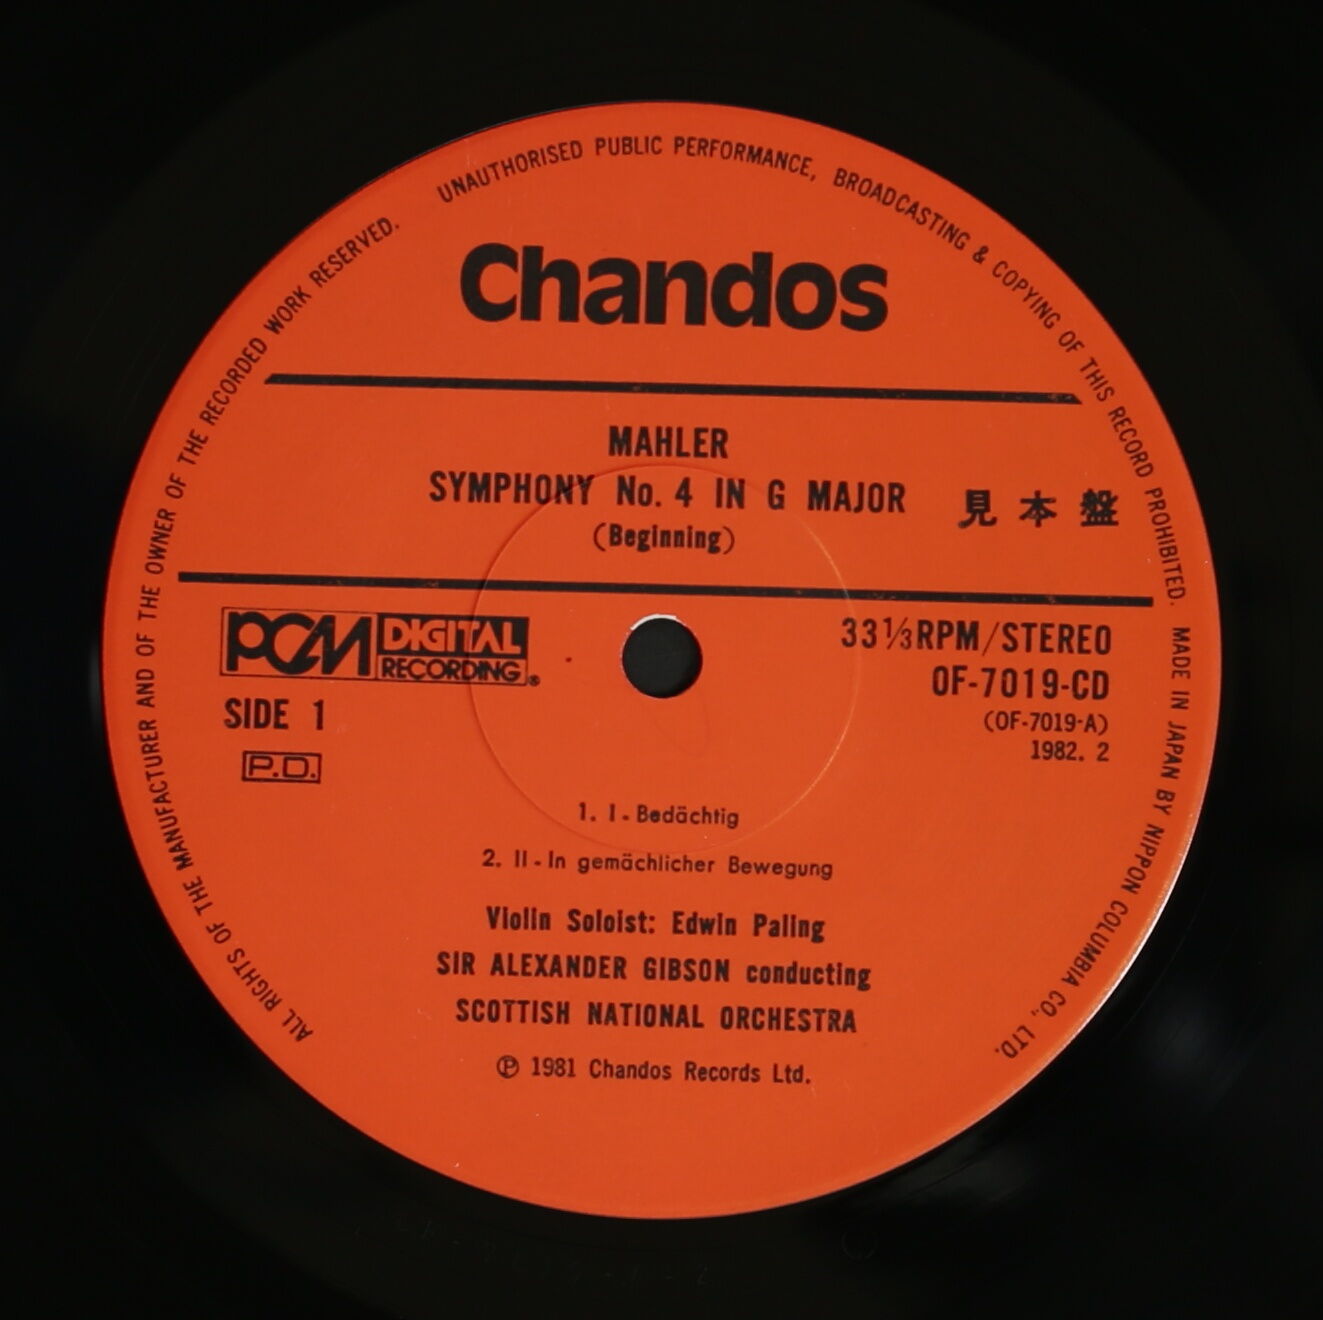 ALL RIGHTS OF THE MANUFACTURER AND OF THE OWNER OF THE RECORDED WORK RESERVED. UNAUTHORISED PUBLIC PERFORMANCE, BROADCASTING & COPYING OF THIS RECORD PROHIBITED. MADE IN JAPAN BY NIPPON COLUMBIA CO., LTD.
Chandos
MAHLER
SYMPHONY No. 4 IN G MAJOR 見本盤
(Beginning)
PCM DIGITAL
RECORDING®
33⅓RPM/STEREO
OF-7019-CD
(OF-7019-A)
1982. 2
SIDE 1
P.D.
1. I - Bedächtig
2. II - In gemächlicher Bewegung
Violin Soloist: Edwin Paling
SIR ALEXANDER GIBSON conducting
SCOTTISH NATIONAL ORCHESTRA
℗ 1981 Chandos Records Ltd.